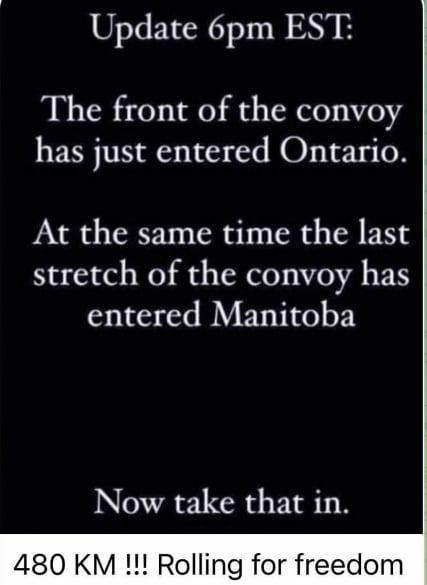 Update 6pm EST:
The front of the convoy
has just entered Ontario.
At the same time the last
stretch of the convoy has
entered Manitoba
Now take that in.
480 KM !!! Rolling for freedom